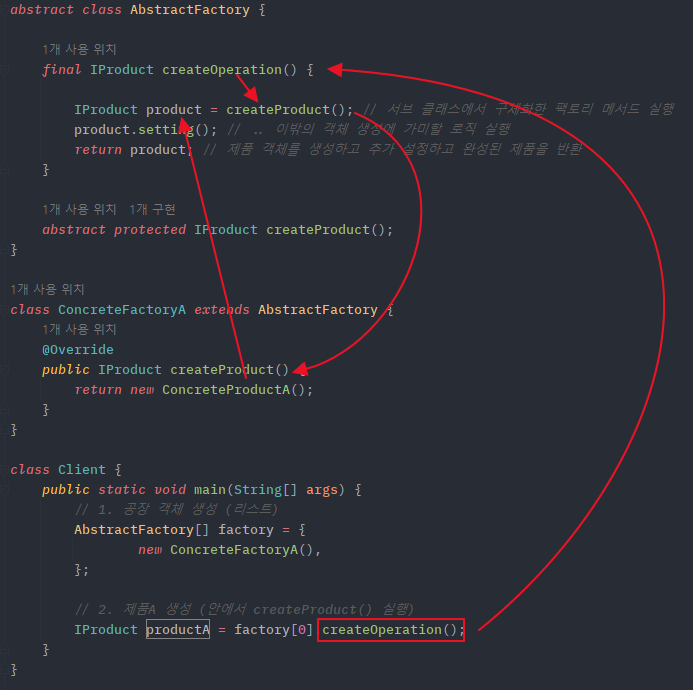 abstract class AbstractFactory {
1개 사용 위치
final IProduct createOperation() {
IProduct product = createProduct(); // 서브 클래스에서 구체화한 팩토리 메서드 실행
product.setting(); // .. 이밖의 객체 생성에 가미할 로직 실행
return product; // 제품 객체를 생성하고 추가 설정하고 완성된 제품을 반환
}
1개 사용 위치 1개 구현
abstract protected IProduct createProduct();
}
1개 사용 위치
class ConcreteFactoryA extends AbstractFactory {
1개 사용 위치
@Override
public IProduct createProduct() {
return new ConcreteProductA();
}
}
class Client {
public static void main(String[] args) {
// 1. 공장 객체 생성 (리스트)
AbstractFactory[] factory = {
new ConcreteFactoryA(),
};
// 2. 제품A 생성 (안에서 createProduct() 실행)
IProduct productA = factory[0].createOperation();
}
}